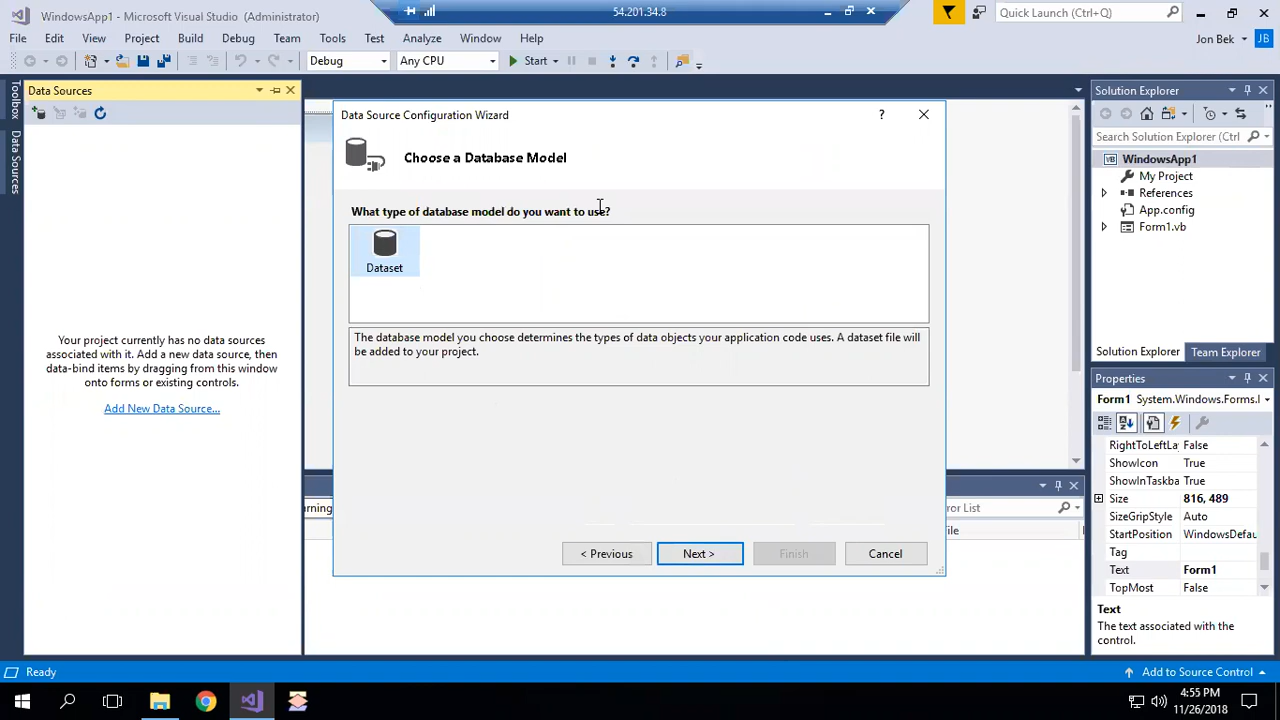 WindowsApp1 - Microsoft Visual Studio (Administrator)
54.201.34.8
Quick Launch (Ctrl+Q)
File Edit View Project Build Debug Team Tools Test Analyze Window Help
Jon Bek JB
Debug Any CPU Start
Toolbox
Data Sources
Data Sources
Your project currently has no data sources
associated with it. Add a new data source, then
data-bind items by dragging from this window
onto forms or existing controls.
Add New Data Source...
Data Source Configuration Wizard ?
Choose a Database Model
What type of database model do you want to use?
Dataset
The database model you choose determines the types of data objects your application code uses. A dataset file will
be added to your project.
< Previous Next > Finish Cancel
Solution Explorer
Search Solution Explorer (Ctrl
VB WindowsApp1
My Project
References
App.config
Form1.vb
Solution Explorer Team Explorer
Properties
Form1 System.Windows.Forms.
RightToLeftLa False
ShowIcon True
ShowInTaskba True
Size 816, 489
SizeGripStyle Auto
StartPosition WindowsDefau
Tag
Text Form1
TopMost False
Text
The text associated with the
control.
Ready
Add to Source Control
4:55 PM
11/26/2018